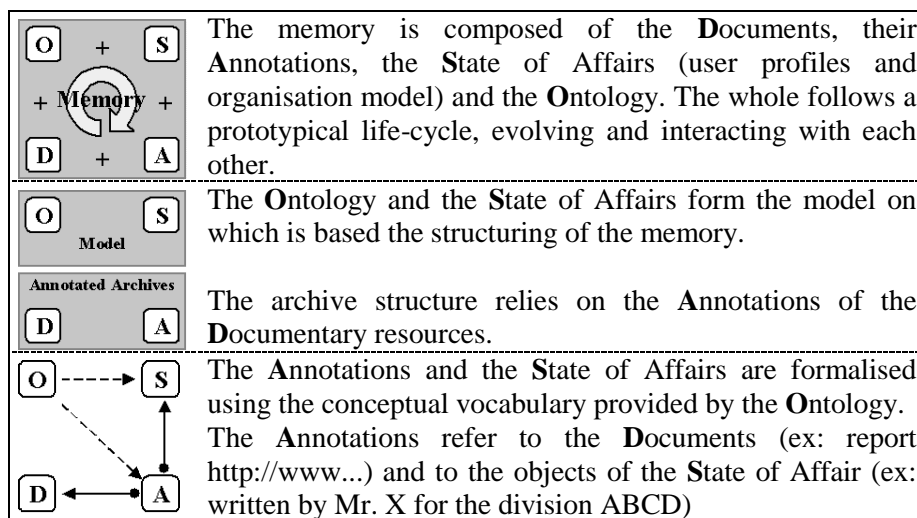 O + S
+ Memory +
D + A
The memory is composed of the Documents, their
Annotations, the State of Affairs (user profiles and
organisation model) and the Ontology. The whole follows a
prototypical life-cycle, evolving and interacting with each
other.
O S
Model
The Ontology and the State of Affairs form the model on
which is based the structuring of the memory.
Annotated Archives
D A
The archive structure relies on the Annotations of the
Documentary resources.
O S
D A
The Annotations and the State of Affairs are formalised
using the conceptual vocabulary provided by the Ontology.
The Annotations refer to the Documents (ex: report
http://www...) and to the objects of the State of Affair (ex:
written by Mr. X for the division ABCD)